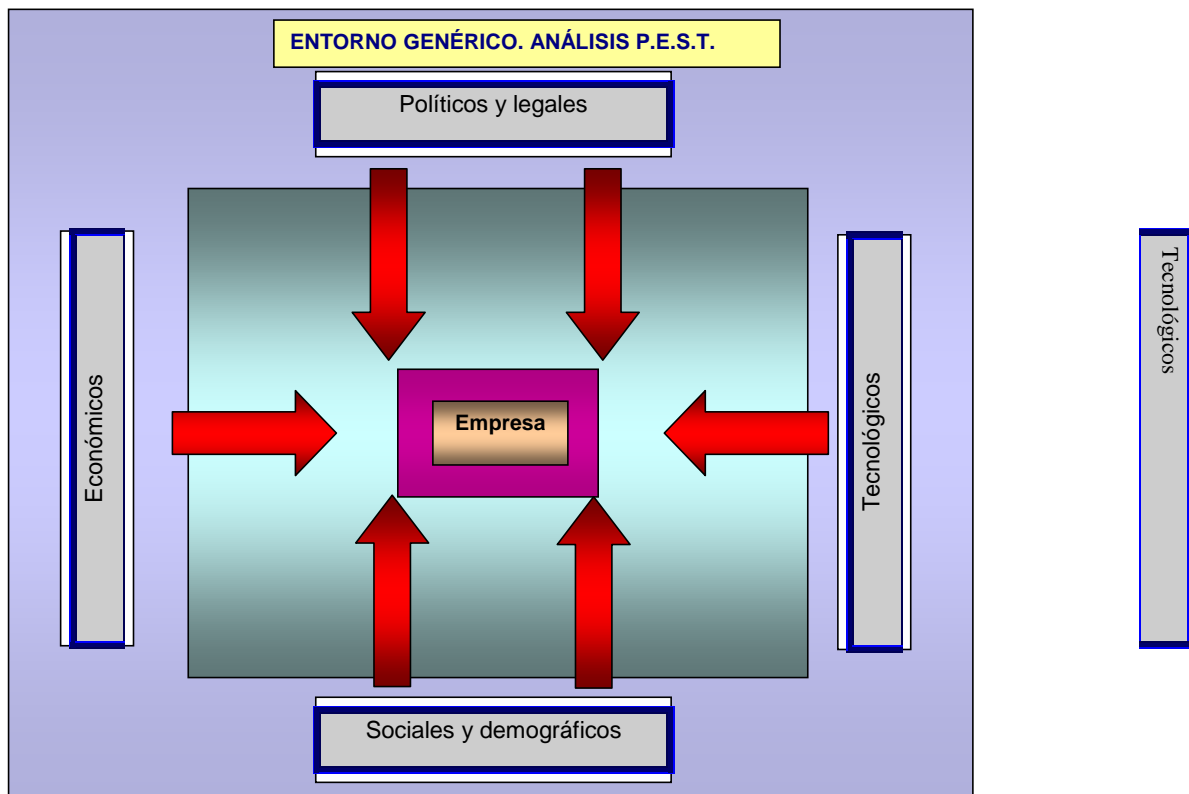 ENTORNO GENÉRICO. ANÁLISIS P.E.S.T.
Políticos y legales
Económicos
Empresa
Tecnológicos
Tecnológicos
Sociales y demográficos